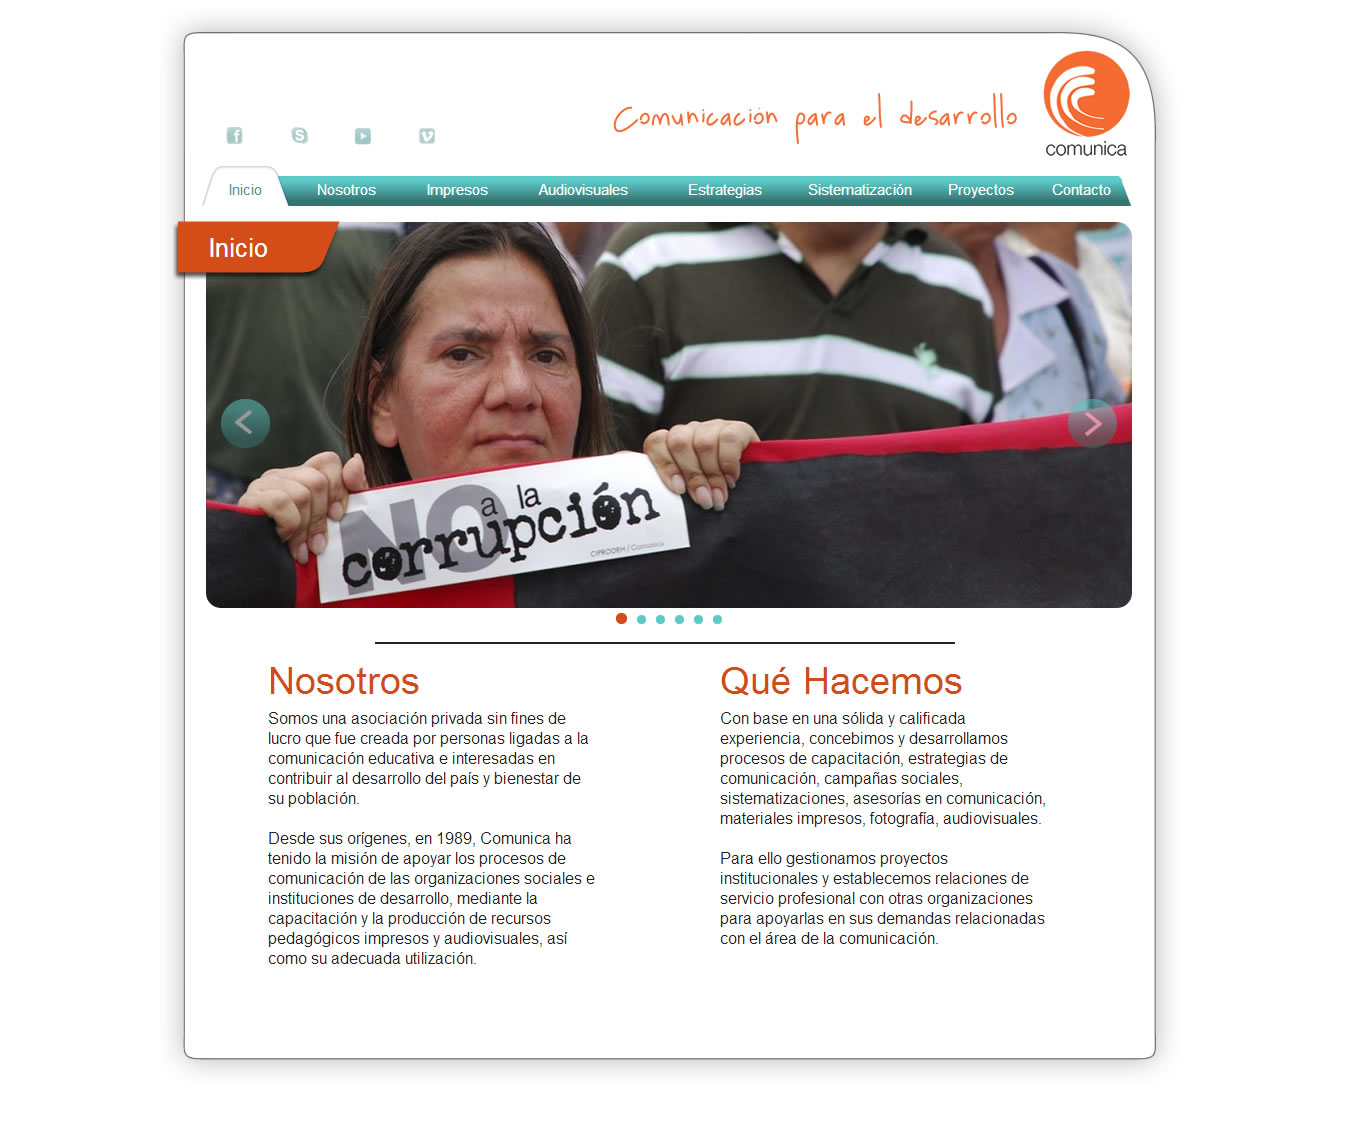 Comunicación para el desarrollo
comunica
Inicio Nosotros Impresos Audiovisuales Estrategias Sistematización Proyectos Contacto
Inicio
NO a la
corrupción
CIPRODEH / Comunica
Nosotros
Somos una asociación privada sin fines de
lucro que fue creada por personas ligadas a la
comunicación educativa e interesadas en
contribuir al desarrollo del país y bienestar de
su población.
Desde sus orígenes, en 1989, Comunica ha
tenido la misión de apoyar los procesos de
comunicación de las organizaciones sociales e
instituciones de desarrollo, mediante la
capacitación y la producción de recursos
pedagógicos impresos y audiovisuales, así
como su adecuada utilización.
Qué Hacemos
Con base en una sólida y calificada
experiencia, concebimos y desarrollamos
procesos de capacitación, estrategias de
comunicación, campañas sociales,
sistematizaciones, asesorías en comunicación,
materiales impresos, fotografía, audiovisuales.
Para ello gestionamos proyectos
institucionales y establecemos relaciones de
servicio profesional con otras organizaciones
para apoyarlas en sus demandas relacionadas
con el área de la comunicación.